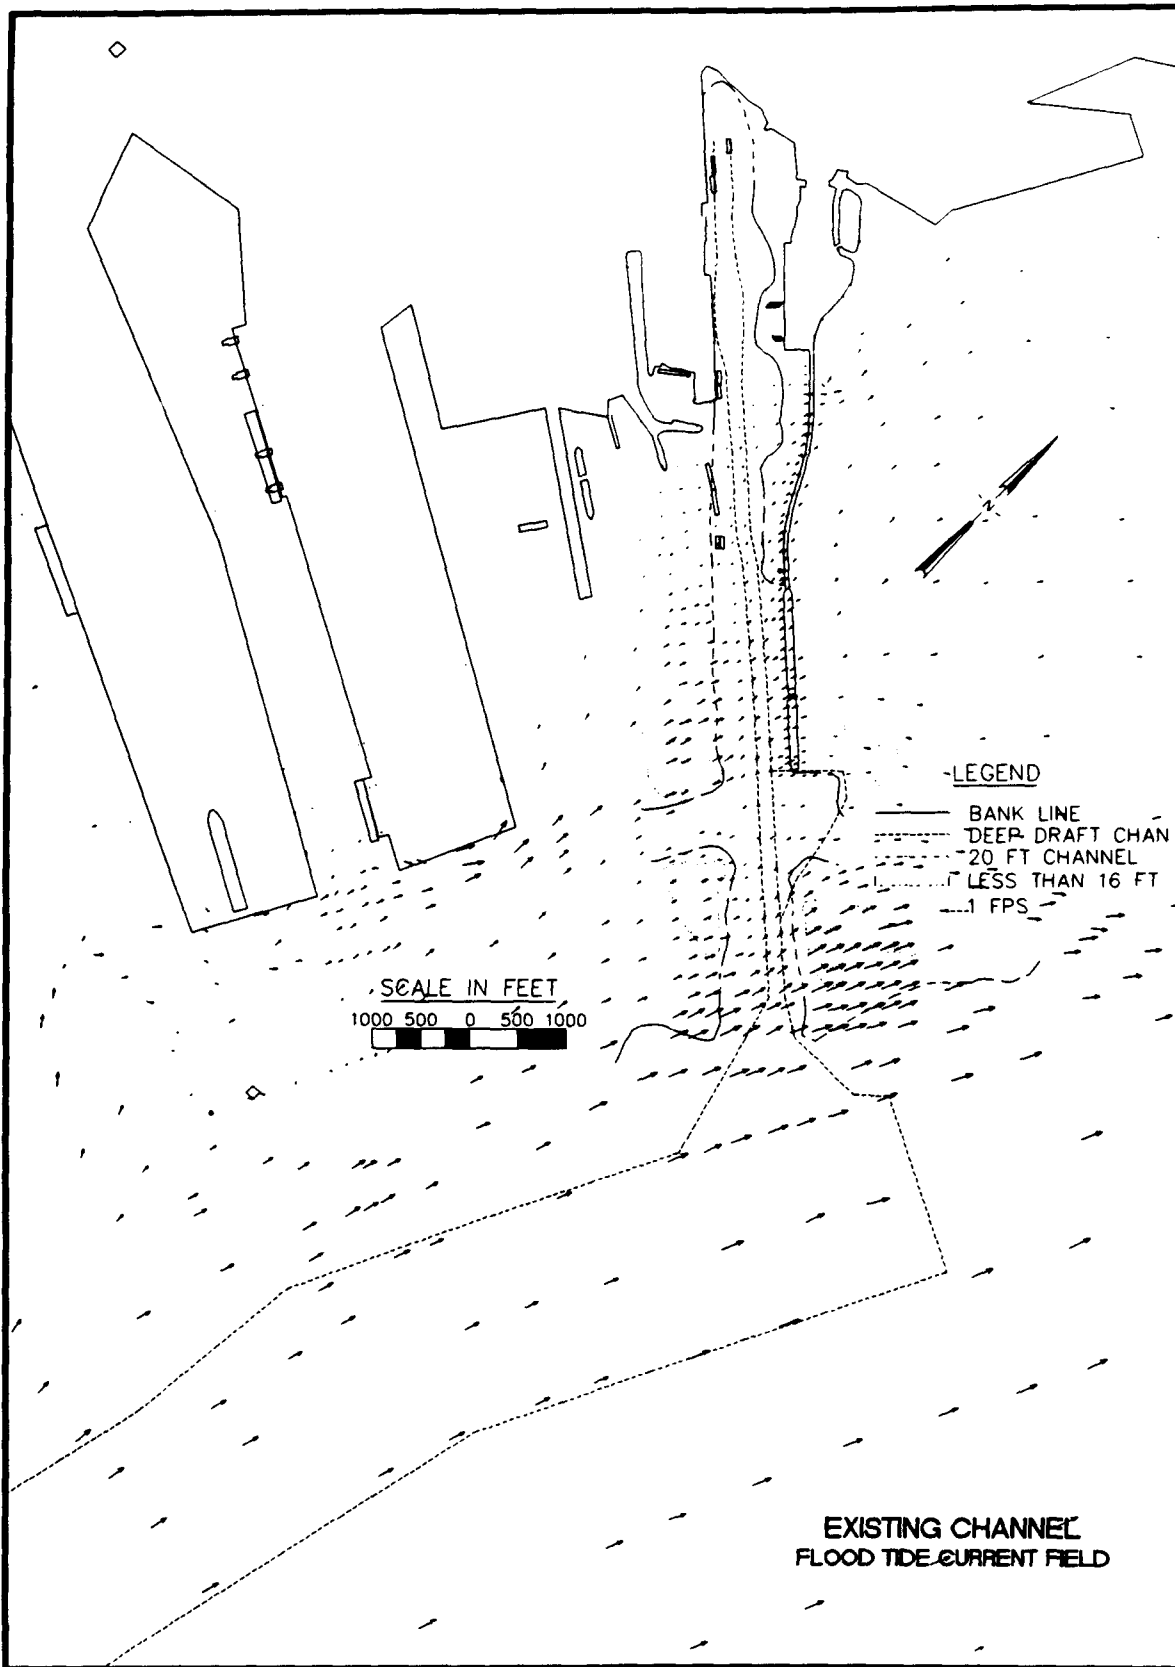 N
LEGEND
BANK LINE
DEEP DRAFT CHAN
20 FT CHANNEL
LESS THAN 16 FT
1 FPS
SCALE IN FEET
1000 500 0 500 1000
EXISTING CHANNEL
FLOOD TIDE CURRENT FIELD